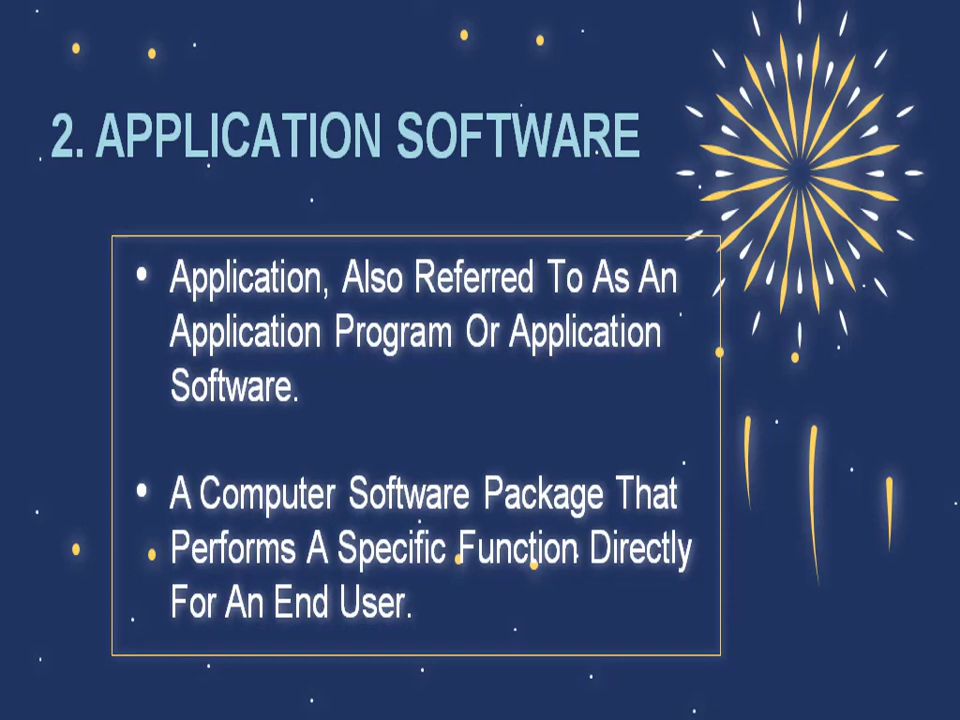 2. APPLICATION SOFTWARE
• Application, Also Referred To As An
Application Program Or Application
Software.
• A Computer Software Package That
Performs A Specific Function Directly
For An End User.